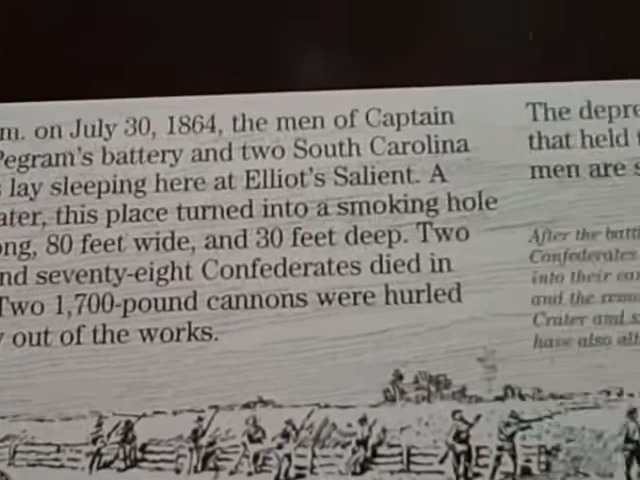 m. on July 30, 1864, the men of Captain
Pegram's battery and two South Carolina
s lay sleeping here at Elliot's Salient. A
ater, this place turned into a smoking hole
ong, 80 feet wide, and 30 feet deep. Two
nd seventy-eight Confederates died in
Two 1,700-pound cannons were hurled
y out of the works.
The depre
that held
men are s
After the batt
Confederates
into their
and the
Crater and s
have also alt